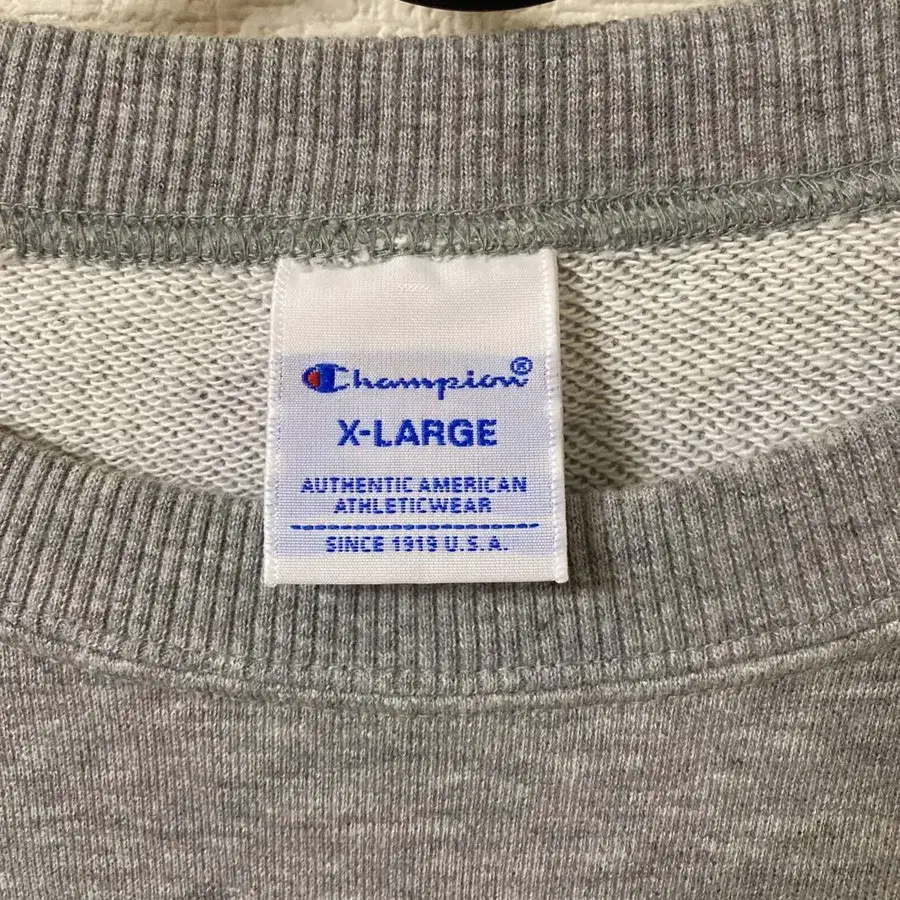 Champion®
X-LARGE
AUTHENTIC AMERICAN
ATHLETICWEAR
SINCE 1919 U.S.A.